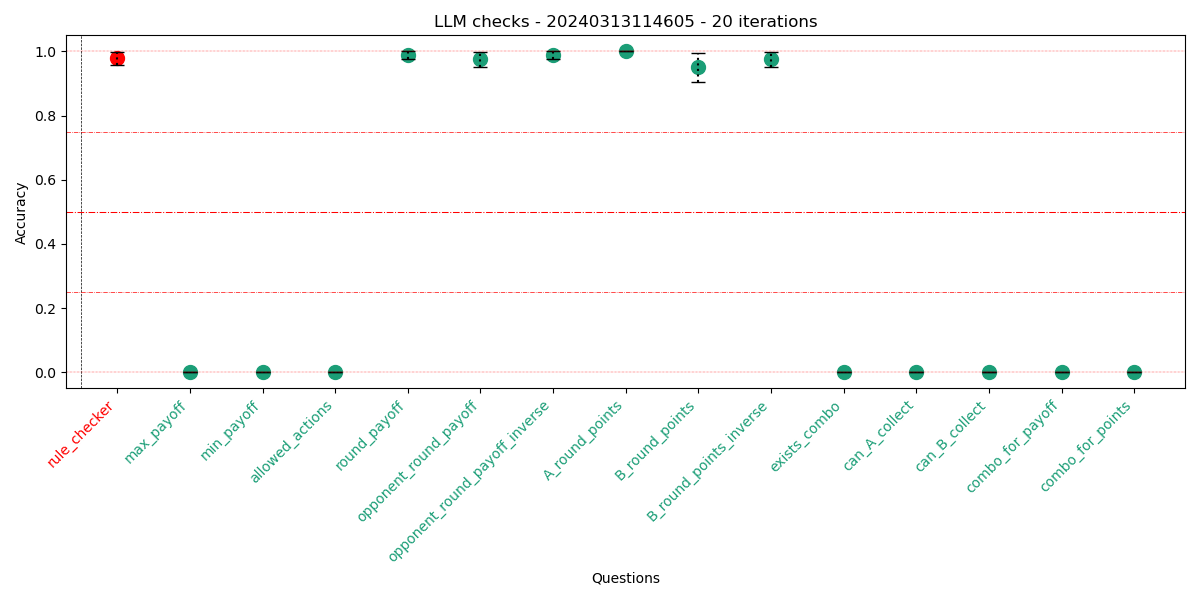 LLM checks - 20240313114605 - 20 iterations
Accuracy
1.0
0.8
0.6
0.4
0.2
0.0
rule_checker
max_payoff
min_payoff
allowed_actions
round_payoff
opponent_round_payoff
opponent_round_payoff_inverse
A_round_points
B_round_points
B_round_points_inverse
exists_combo
can_A_collect
can_B_collect
combo_for_payoff
combo_for_points
Questions